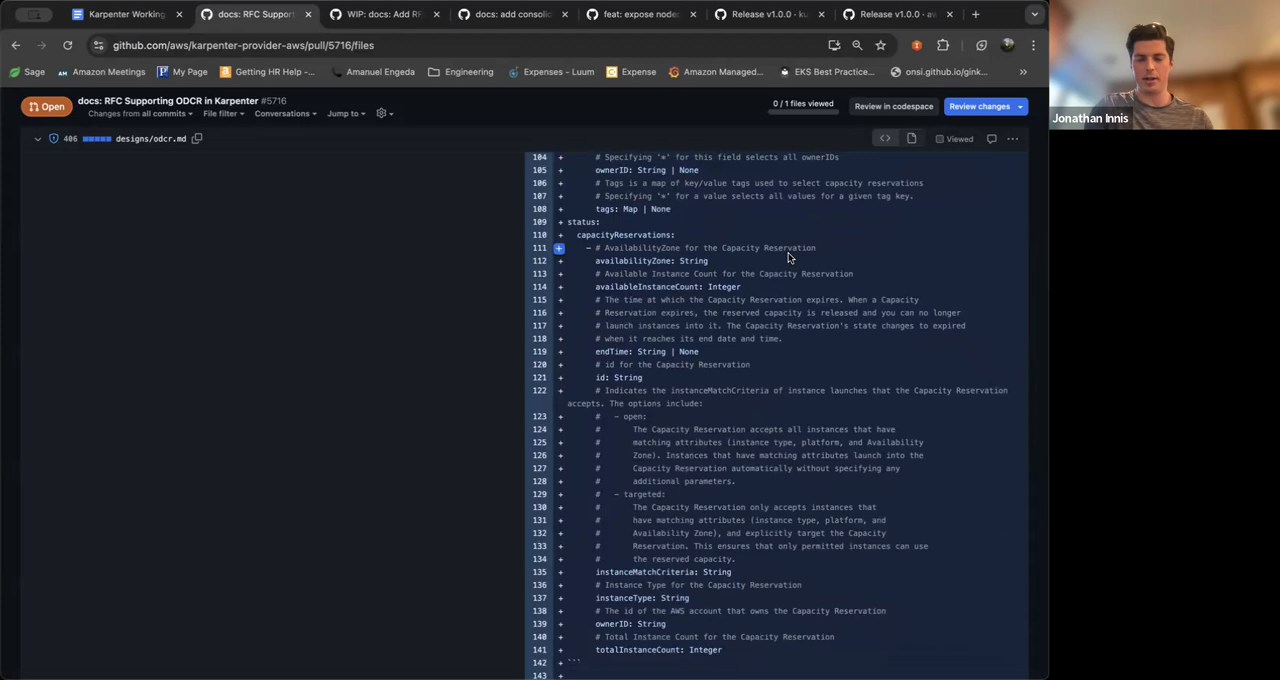 Karpenter Working
docs: RFC Support
WIP: docs: Add RF
docs: add consolic
feat: expose node
Release v1.0.0 · ku
Release v1.0.0 · aw
github.com/aws/karpenter-provider-aws/pull/5716/files
Sage
Amazon Meetings
My Page
Getting HR Help -...
Amanuel Engeda
Engineering
Expenses - Luum
Expense
Amazon Managed...
EKS Best Practice...
onsi.github.io/gink...
Open
docs: RFC Supporting ODCR in Karpenter #5716
Changes from all commits
File filter
Conversations
Jump to
0 / 1 files viewed
Review in codespace
Review changes
406 designs/odcr.md
Viewed
104 + # Specifying '*' for this field selects all ownerIDs
105 + ownerID: String | None
106 + # Tags is a map of key/value tags used to select capacity reservations
107 + # Specifying '*' for a value selects all values for a given tag key.
108 + tags: Map | None
109 + status:
110 + capacityReservations:
111 + - # AvailabilityZone for the Capacity Reservation
112 + availabilityZone: String
113 + # Available Instance Count for the Capacity Reservation
114 + availableInstanceCount: Integer
115 + # The time at which the Capacity Reservation expires. When a Capacity
116 + # Reservation expires, the reserved capacity is released and you can no longer
117 + # launch instances into it. The Capacity Reservation's state changes to expired
118 + # when it reaches its end date and time.
119 + endTime: String | None
120 + # id for the Capacity Reservation
121 + id: String
122 + # Indicates the instanceMatchCriteria of instance launches that the Capacity Reservation
accepts. The options include:
123 + # - open:
124 + # The Capacity Reservation accepts all instances that have
125 + # matching attributes (instance type, platform, and Availability
126 + # Zone). Instances that have matching attributes launch into the
127 + # Capacity Reservation automatically without specifying any
128 + # additional parameters.
129 + # - targeted:
130 + # The Capacity Reservation only accepts instances that
131 + # have matching attributes (instance type, platform, and
132 + # Availability Zone), and explicitly target the Capacity
133 + # Reservation. This ensures that only permitted instances can use
134 + # the reserved capacity.
135 + instanceMatchCriteria: String
136 + # Instance Type for the Capacity Reservation
137 + instanceType: String
138 + # The id of the AWS account that owns the Capacity Reservation
139 + ownerID: String
140 + # Total Instance Count for the Capacity Reservation
141 + totalInstanceCount: Integer
142 + ```
143 +
Jonathan Innis